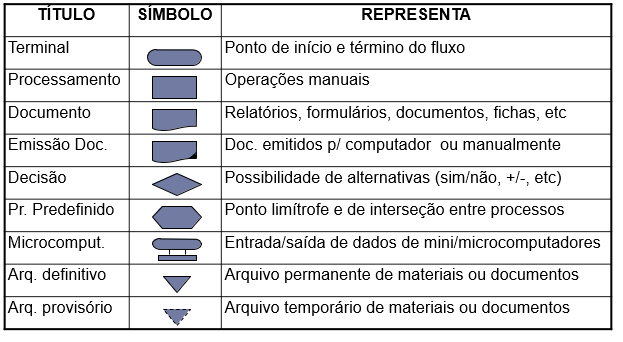 TÍTULO SÍMBOLO REPRESENTA
Terminal Ponto de início e término do fluxo
Processamento Operações manuais
Documento Relatórios, formulários, documentos, fichas, etc
Emissão Doc. Doc. emitidos p/ computador ou manualmente
Decisão Possibilidade de alternativas (sim/não, +/-, etc)
Pr. Predefinido Ponto limítrofe e de interseção entre processos
Microcomput. Entrada/saída de dados de mini/microcomputadores
Arq. definitivo Arquivo permanente de materiais ou documentos
Arq. provisório Arquivo temporário de materiais ou documentos